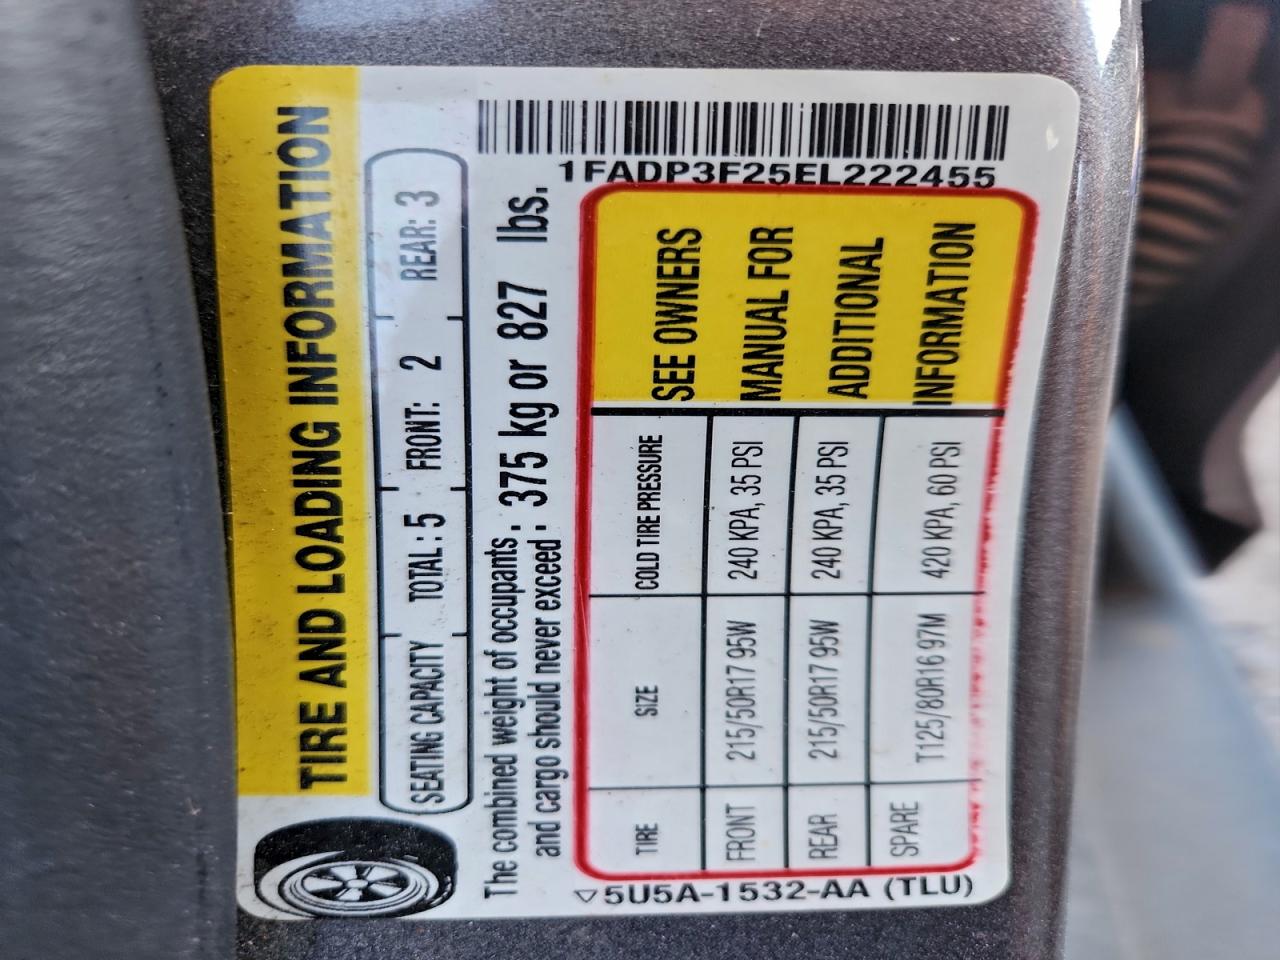 TIRE AND LOADING INFORMATION
SEATING CAPACITY TOTAL: 5 FRONT: 2 REAR: 3
The combined weight of occupants : 375 kg or 827 lbs.
and cargo should never exceed :
TIRE SIZE COLD TIRE PRESSURE
FRONT 215/50R17 95W 240 KPA, 35 PSI
REAR 215/50R17 95W 240 KPA, 35 PSI
SPARE T125/80R16 97M 420 KPA, 60 PSI
SEE OWNERS
MANUAL FOR
ADDITIONAL
INFORMATION
1FADP3F25EL222455
5U5A-1532-AA (TLU)